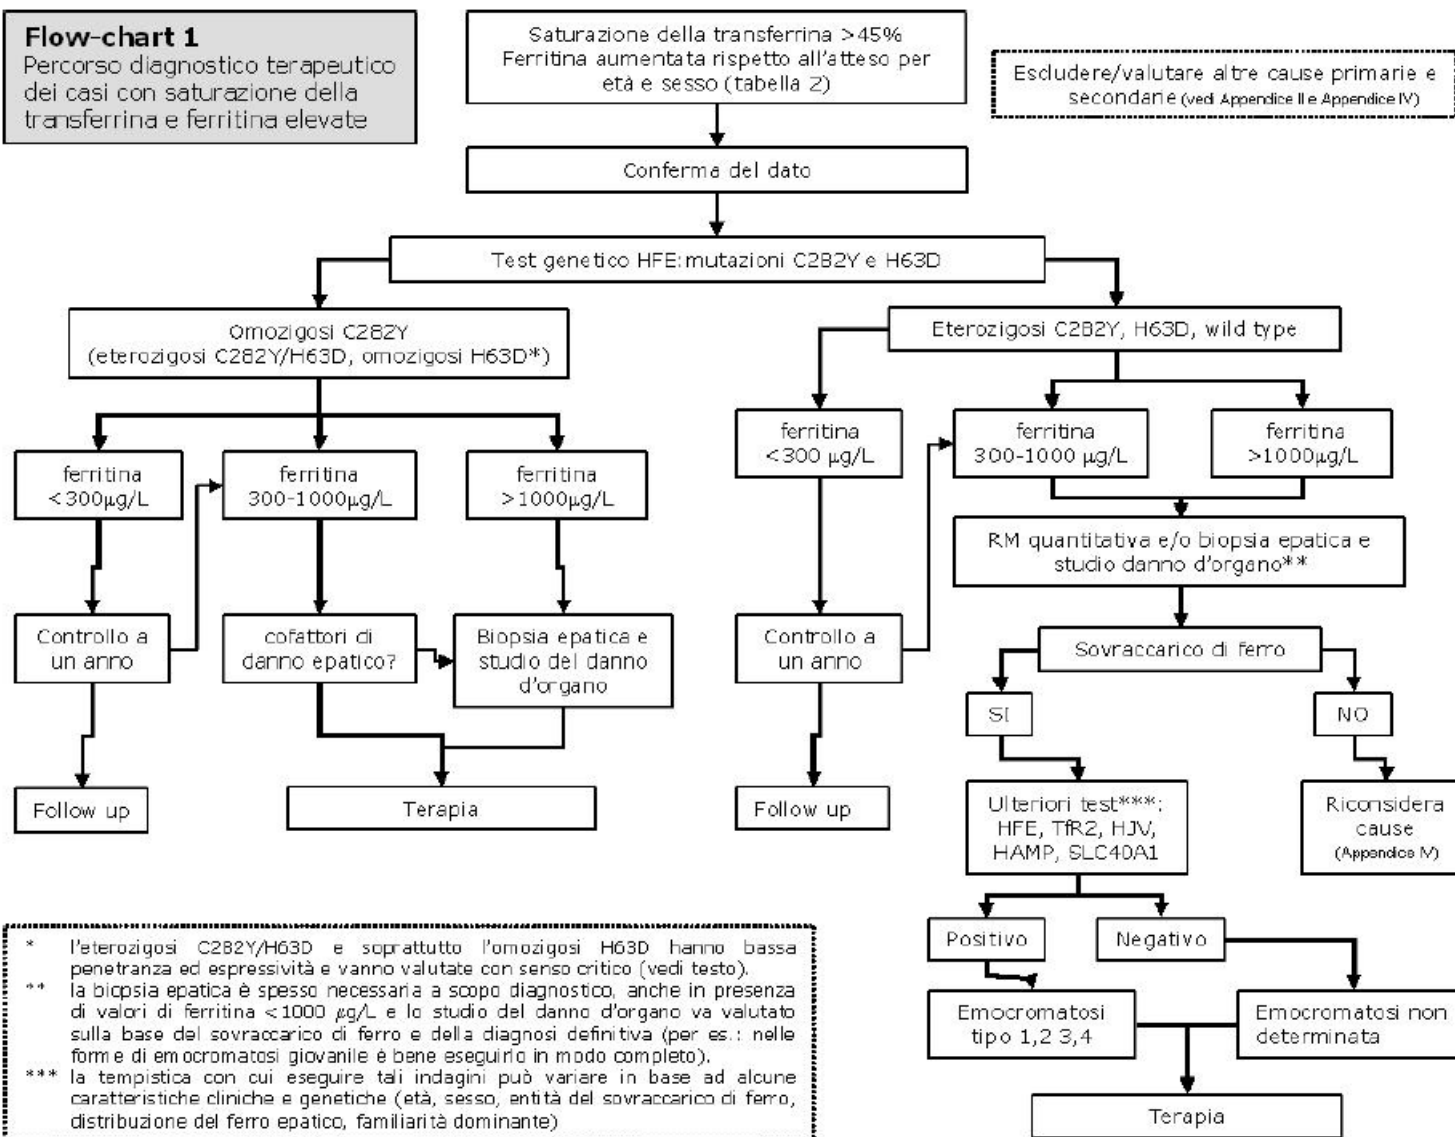 Flow-chart 1
Percorso diagnostico terapeutico
dei casi con saturazione della
transferrina e ferritina elevate
Saturazione della transferrina >45%
Ferritina aumentata rispetto all'atteso per
età e sesso (tabella 2)
Escludere/valutare altre cause primarie e
secondarie (vedi Appendice II e Appendice IV)
Conferma del dato
Test genetico HFE: mutazioni C282Y e H63D
Omozigosi C282Y
(eterozigosi C282Y/H63D, omozigosi H63D*)
Eterozigosi C282Y, H63D, wild type
ferritina
<300µg/L
ferritina
300-1000µg/L
ferritina
>1000µg/L
ferritina
<300 µg/L
ferritina
300-1000 µg/L
ferritina
>1000µg/L
RM quantitativa e/o biopsia epatica e
studio danno d'organo**
Controllo a
un anno
cofattori di
danno epatico?
Biopsia epatica e
studio del danno
d'organo
Controllo a
un anno
Sovraccarico di ferro
SI
NO
Follow up
Terapia
Follow up
Ulteriori test***:
HFE, TfR2, HJV,
HAMP, SLC40A1
Riconsidera
cause
(Appendice IV)
Positivo
Negativo
Emocromatosi
tipo 1,2 3,4
Emocromatosi non
determinata
Terapia
* l'eterozigosi C282Y/H63D e soprattutto l'omozigosi H63D hanno bassa
penetranza ed espressività e vanno valutate con senso critico (vedi testo).
** la biopsia epatica è spesso necessaria a scopo diagnostico, anche in presenza
di valori di ferritina <1000 µg/L e lo studio del danno d'organo va valutato
sulla base del sovraccarico di ferro e della diagnosi definitiva (per es.: nelle
forme di emocromatosi giovanile è bene eseguirlo in modo completo).
*** la tempistica con cui eseguire tali indagini può variare in base ad alcune
caratteristiche cliniche e genetiche (età, sesso, entità del sovraccarico di ferro,
distribuzione del ferro epatico, familiarità dominante)